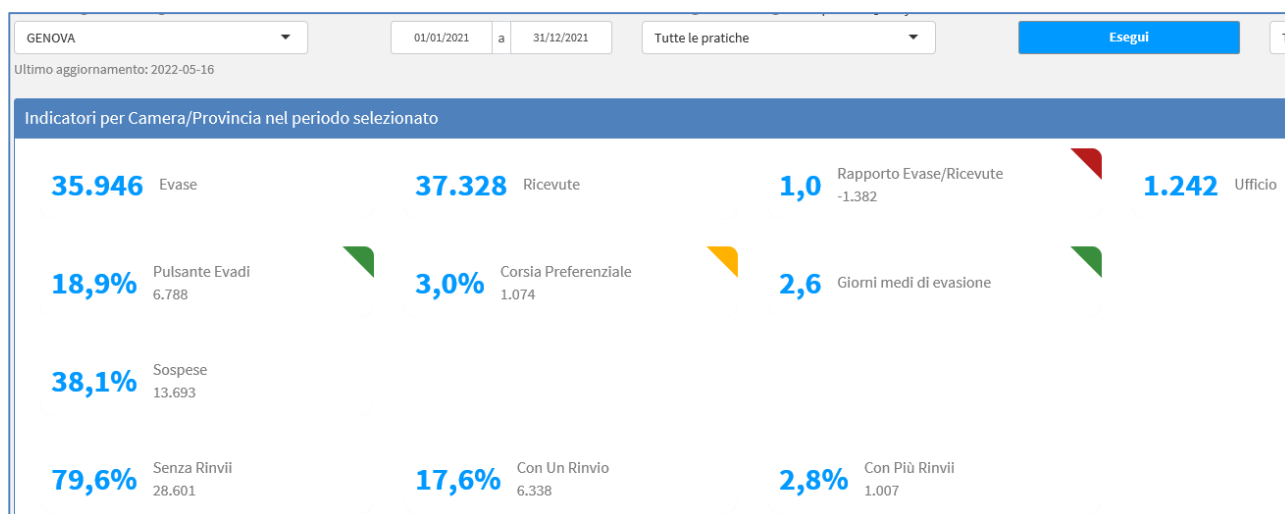 GENOVA
01/01/2021 a 31/12/2021
Tutte le pratiche
Esegui
Ultimo aggiornamento: 2022-05-16
Indicatori per Camera/Provincia nel periodo selezionato
35.946 Evase
37.328 Ricevute
1,0 Rapporto Evase/Ricevute
-1.382
1.242 Ufficio
18,9% Pulsante Evadi
6.788
3,0% Corsia Preferenziale
1.074
2,6 Giorni medi di evasione
38,1% Sospese
13.693
79,6% Senza Rinvii
28.601
17,6% Con Un Rinvio
6.338
2,8% Con Più Rinvii
1.007